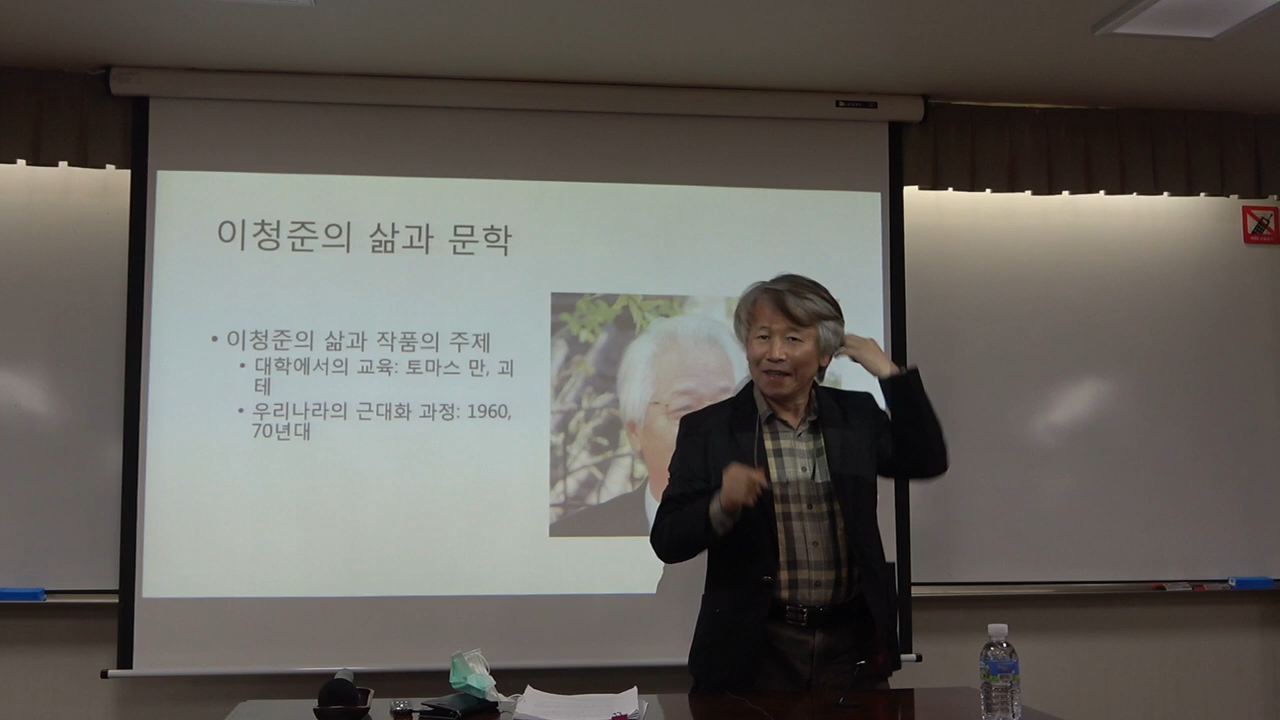 이청준의 삶과 문학
• 이청준의 삶과 작품의 주제
• 대학에서의 교육: 토마스 만, 괴
테
• 우리나라의 근대화 과정: 1960,
70년대